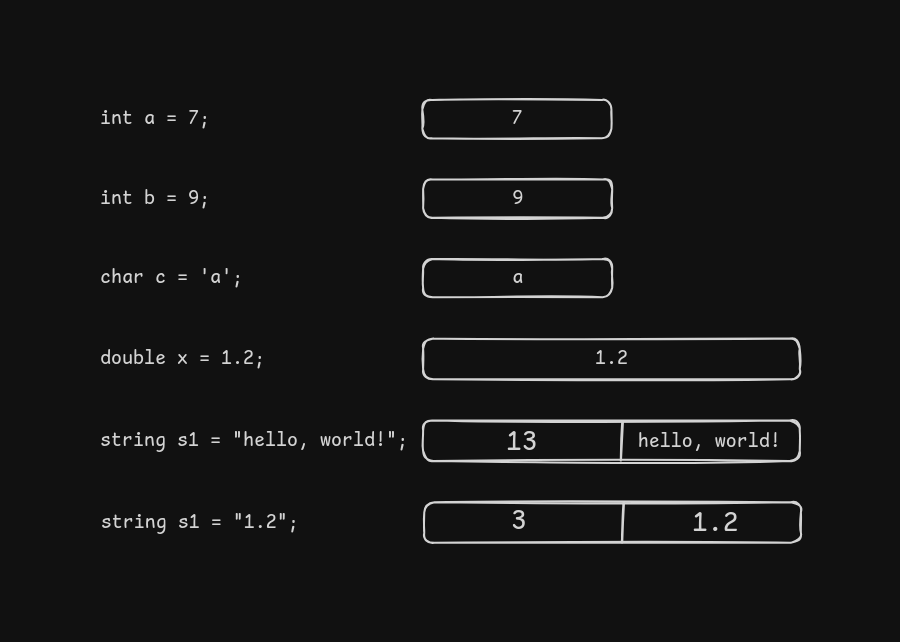 int a = 7; 7
int b = 9; 9
char c = 'a'; a
double x = 1.2; 1.2
string s1 = "hello, world!"; 13 hello, world!
string s1 = "1.2"; 3 1.2